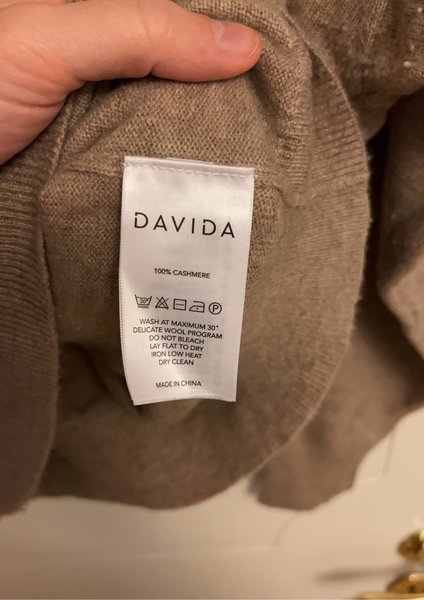 DAVIDA
100% CASHMERE
30°
P
WASH AT MAXIMUM 30°
DELICATE WOOL PROGRAM
DO NOT BLEACH
LAY FLAT TO DRY
IRON LOW HEAT
DRY CLEAN
MADE IN CHINA